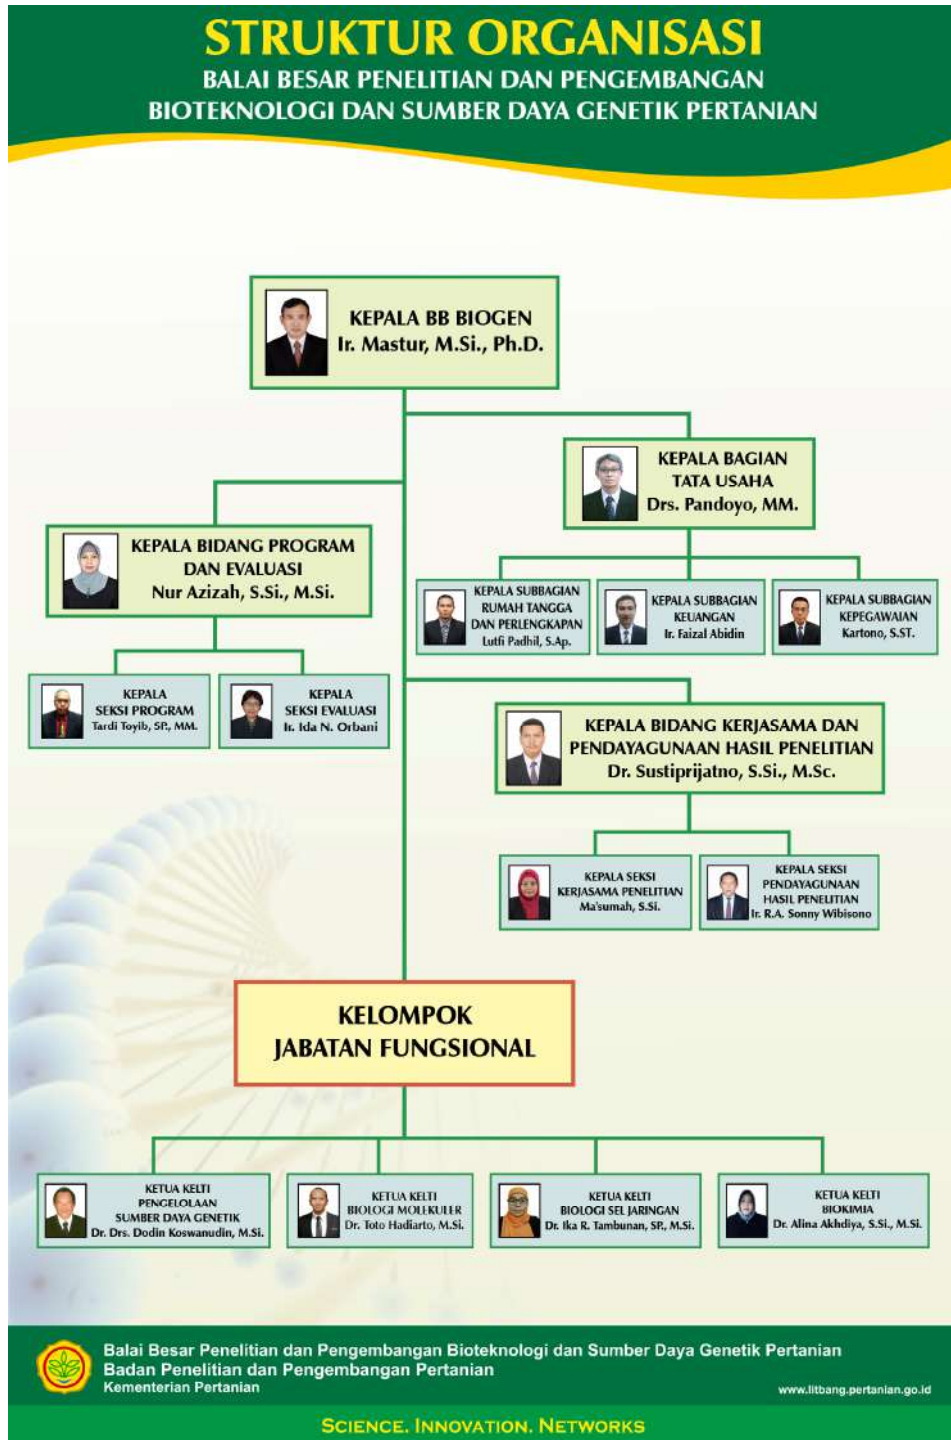 STRUKTUR ORGANISASI
BALAI BESAR PENELITIAN DAN PENGEMBANGAN
BIOTEKNOLOGI DAN SUMBER DAYA GENETIK PERTANIAN
KEPALA BB BIOGEN
Ir. Mastur, M.Si., Ph.D.
KEPALA BAGIAN
TATA USAHA
Drs. Pandoyo, MM.
KEPALA BIDANG PROGRAM
DAN EVALUASI
Nur Azizah, S.Si., M.Si.
KEPALA SUBBAGIAN
RUMAH TANGGA
DAN PERLENGKAPAN
Lutfi Padhil, S.Ap.
KEPALA SUBBAGIAN
KEUANGAN
Ir. Faizal Abidin
KEPALA SUBBAGIAN
KEPEGAWAIAN
Kartono, S.ST.
KEPALA
SEKSI PROGRAM
Tardi Toyib, SP., MM.
KEPALA
SEKSI EVALUASI
Ir. Ida N. Orbani
KEPALA BIDANG KERJASAMA DAN
PENDAYAGUNAAN HASIL PENELITIAN
Dr. Sustiprijatno, S.Si., M.Sc.
KEPALA SEKSI
KERJASAMA PENELITIAN
Ma'sumah, S.Si.
KEPALA SEKSI
PENDAYAGUNAAN
HASIL PENELITIAN
Ir. R.A. Sonny Wibisono
KELOMPOK
JABATAN FUNGSIONAL
KETUA KELTI
PENGELOLAAN
SUMBER DAYA GENETIK
Dr. Drs. Dodin Koswanudin, M.Si.
KETUA KELTI
BIOLOGI MOLEKULER
Dr. Toto Hadiarto, M.Si.
KETUA KELTI
BIOLOGI SEL JARINGAN
Dr. Ika R. Tambunan, SP., M.Si.
KETUA KELTI
BIOKIMIA
Dr. Alina Akhdiya, S.Si., M.Si.
Balai Besar Penelitian dan Pengembangan Bioteknologi dan Sumber Daya Genetik Pertanian
Badan Penelitian dan Pengembangan Pertanian
Kementerian Pertanian
www.litbang.pertanian.go.id
SCIENCE. INNOVATION. NETWORKS